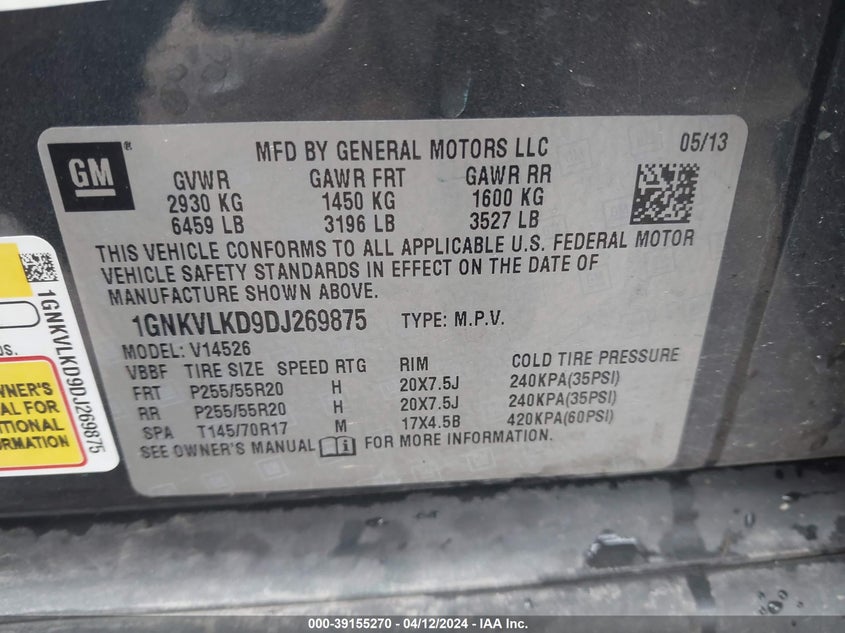 GM®
MFD BY GENERAL MOTORS LLC
05/13
GVWR GAWR FRT GAWR RR
2930 KG 1450 KG 1600 KG
6459 LB 3196 LB 3527 LB
THIS VEHICLE CONFORMS TO ALL APPLICABLE U.S. FEDERAL MOTOR
VEHICLE SAFETY STANDARDS IN EFFECT ON THE DATE OF
MANUFACTURE SHOWN ABOVE.
1GNKVLKD9DJ269875 TYPE: M.P.V.
MODEL: V14526
VBBF TIRE SIZE SPEED RTG RIM COLD TIRE PRESSURE
FRT P255/55R20 H 20X7.5J 240KPA(35PSI)
RR P255/55R20 H 20X7.5J 240KPA(35PSI)
SPA T145/70R17 M 17X4.5B 420KPA(60PSI)
SEE OWNER'S MANUAL FOR MORE INFORMATION.
1GNKVLKD9DJ269875
000-39155270 - 04/12/2024 - IAA Inc.